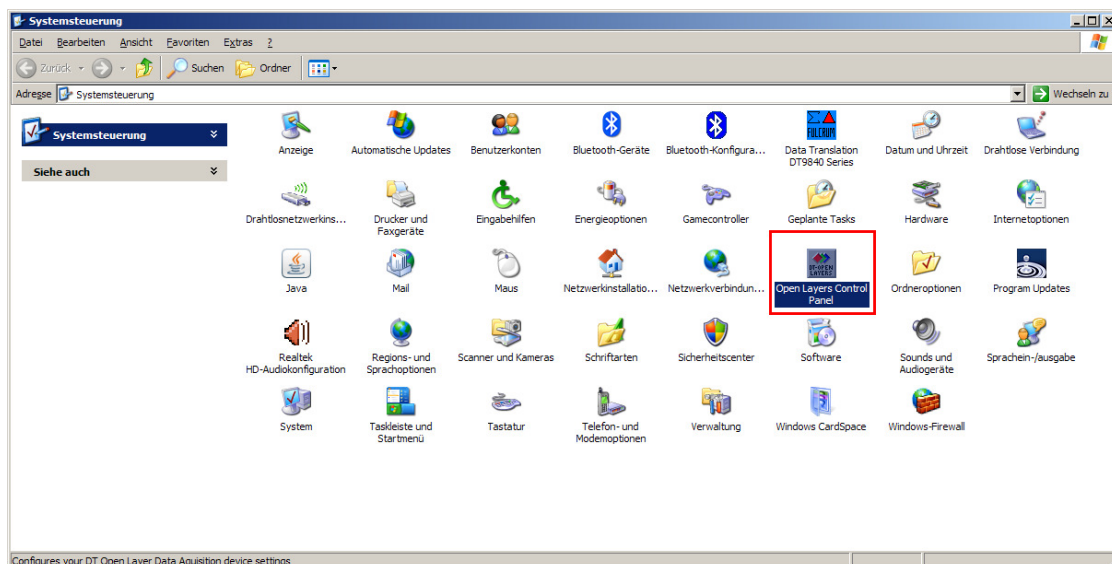 Systemsteuerung
Datei Bearbeiten Ansicht Favoriten Extras ?
Zurück Suchen Ordner
Adresse Systemsteuerung Wechseln zu
Systemsteuerung
Siehe auch
Anzeige
Automatische Updates
Benutzerkonten
Bluetooth-Geräte
Bluetooth-Konfigura...
FULCRUM
Data Translation
DT9840 Series
Datum und Uhrzeit
Drahtlose Verbindung
Drahtlosnetzwerkins...
Drucker und
Faxgeräte
Eingabehilfen
Energieoptionen
Gamecontroller
Geplante Tasks
Hardware
Internetoptionen
Java
Mail
Maus
Netzwerkinstallatio...
Netzwerkverbindun...
DT-OPEN
LAYERS
Open Layers Control
Panel
Ordneroptionen
Program Updates
Realtek
HD-Audiokonfiguration
Regions- und
Sprachoptionen
Scanner und Kameras
Schriftarten
Sicherheitscenter
Software
Sounds und
Audiogeräte
Sprachein-/ausgabe
System
Taskleiste und
Startmenü
Tastatur
Telefon- und
Modemoptionen
Verwaltung
Windows CardSpace
Windows-Firewall
Configures your DT Open Layer Data Aquisition device settings